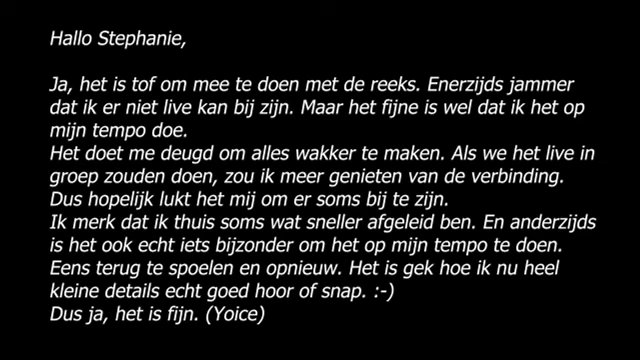 Hallo Stephanie,
Ja, het is tof om mee te doen met de reeks. Enerzijds jammer
dat ik er niet live kan bij zijn. Maar het fijne is wel dat ik het op
mijn tempo doe.
Het doet me deugd om alles wakker te maken. Als we het live in
groep zouden doen, zou ik meer genieten van de verbinding.
Dus hopelijk lukt het mij om er soms bij te zijn.
Ik merk dat ik thuis soms wat sneller afgeleid ben. En anderzijds
is het ook echt iets bijzonder om het op mijn tempo te doen.
Eens terug te spoelen en opnieuw. Het is gek hoe ik nu heel
kleine details echt goed hoor of snap. :-)
Dus ja, het is fijn. (Yoice)